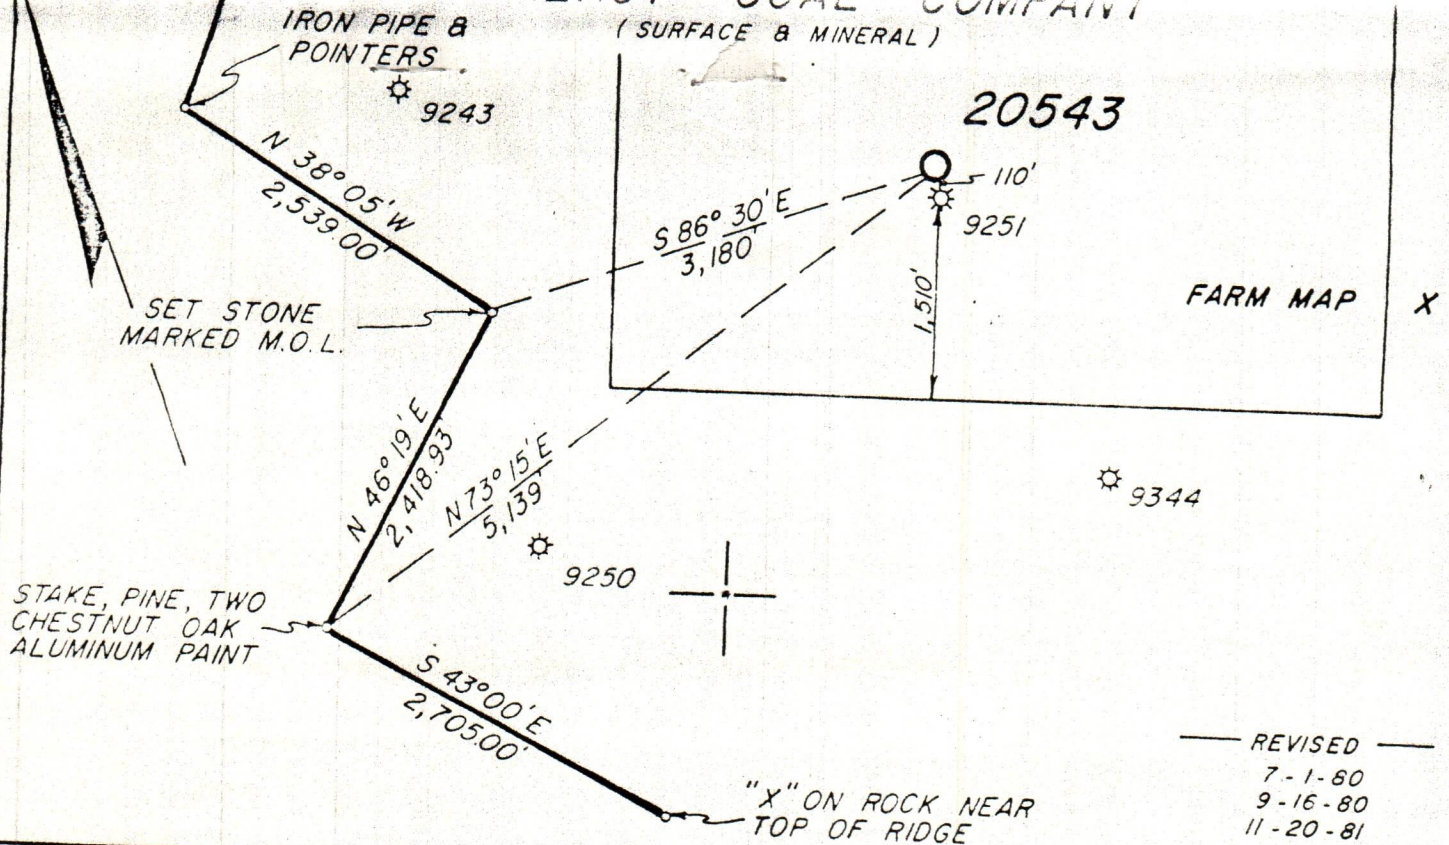 COAL COMPANY
(SURFACE & MINERAL)
IRON PIPE &
POINTERS
9243
20543
110'
9251
N 38° 05' W
2,539.00'
S 86° 30' E
3,180'
1,510'
FARM MAP X
SET STONE
MARKED M.O.L.
N 46° 19' E
2,418.93'
N 73° 15' E
5,139'
9344
9250
STAKE, PINE, TWO
CHESTNUT OAK
ALUMINUM PAINT
S 43° 00' E
2,705.00'
"X" ON ROCK NEAR
TOP OF RIDGE
REVISED
7-1-80
9-16-80
11-20-81